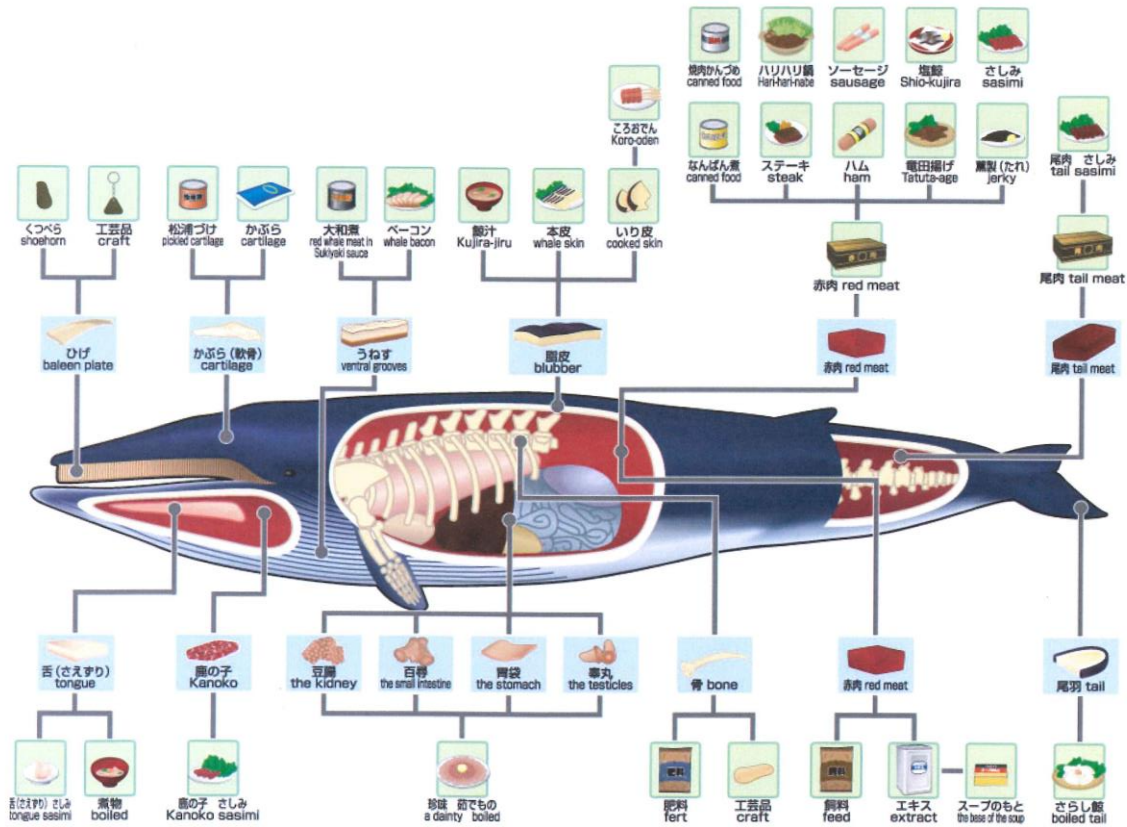 焼肉かんづめ
canned food
ハリハリ鍋
Hari-hari-nabe
ソーセージ
sausage
塩鯨
Shio-kujira
さしみ
sasimi
ころおでん
Koro-oden
なんばん煮
canned food
ステーキ
steak
ハム
ham
竜田揚げ
Tatuta-age
薫製(たれ)
jerky
尾肉 さしみ
tail sasimi
くつべら
shoehorn
工芸品
craft
松浦づけ
pickled cartilage
かぶら
cartilage
大和煮
red whale meat in
Sukiyaki sauce
ベーコン
whale bacon
鯨汁
Kujira-jiru
本皮
whale skin
いり皮
cooked skin
赤肉 red meat
尾肉 tail meat
ひげ
baleen plate
かぶら(軟骨)
cartilage
うねす
ventral grooves
脂皮
blubber
赤肉 red meat
尾肉 tail meat
舌(さえずり)
tongue
鹿の子
Kanoko
豆腸
the kidney
百尋
the small intestine
胃袋
the stomach
睾丸
the testicles
骨 bone
赤肉 red meat
尾羽 tail
舌(さえずり) さしみ
tongue sasimi
煮物
boiled
鹿の子 さしみ
Kanoko sasimi
珍味 茹でもの
a dainty boiled
肥料
肥料
fert
工芸品
craft
飼料
飼料
feed
エキス
extract
スープのもと
the base of the soup
さらし鯨
boiled tail